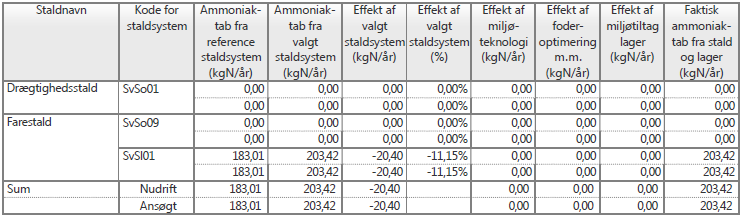 Staldnavn Kode for staldsystem Ammoniak-tab fra reference staldsystem (kgN/år) Ammoniak-tab fra valgt staldsystem (kgN/år) Effekt af valgt staldsystem (kgN/år) Effekt af valgt staldsystem (%) Effekt af miljø-teknologi (kgN/år) Effekt af foder-optimering m.m. (kgN/år) Effekt af miljøtiltag lager (kgN/år) Faktisk ammoniak-tab fra stald og lager (kgN/år)
Drægtighedsstald SvSo01 0,00 0,00 0,00 0,00% 0,00 0,00 0,00 0,00
0,00 0,00 0,00 0,00% 0,00 0,00 0,00 0,00
Farestald SvSo09 0,00 0,00 0,00 0,00% 0,00 0,00 0,00 0,00
0,00 0,00 0,00 0,00% 0,00 0,00 0,00 0,00
SvSl01 183,01 203,42 -20,40 -11,15% 0,00 0,00 0,00 203,42
183,01 203,42 -20,40 -11,15% 0,00 0,00 0,00 203,42
Sum Nudrift 183,01 203,42 -20,40 0,00 0,00 0,00 203,42
Ansøgt 183,01 203,42 -20,40 0,00 0,00 0,00 203,42